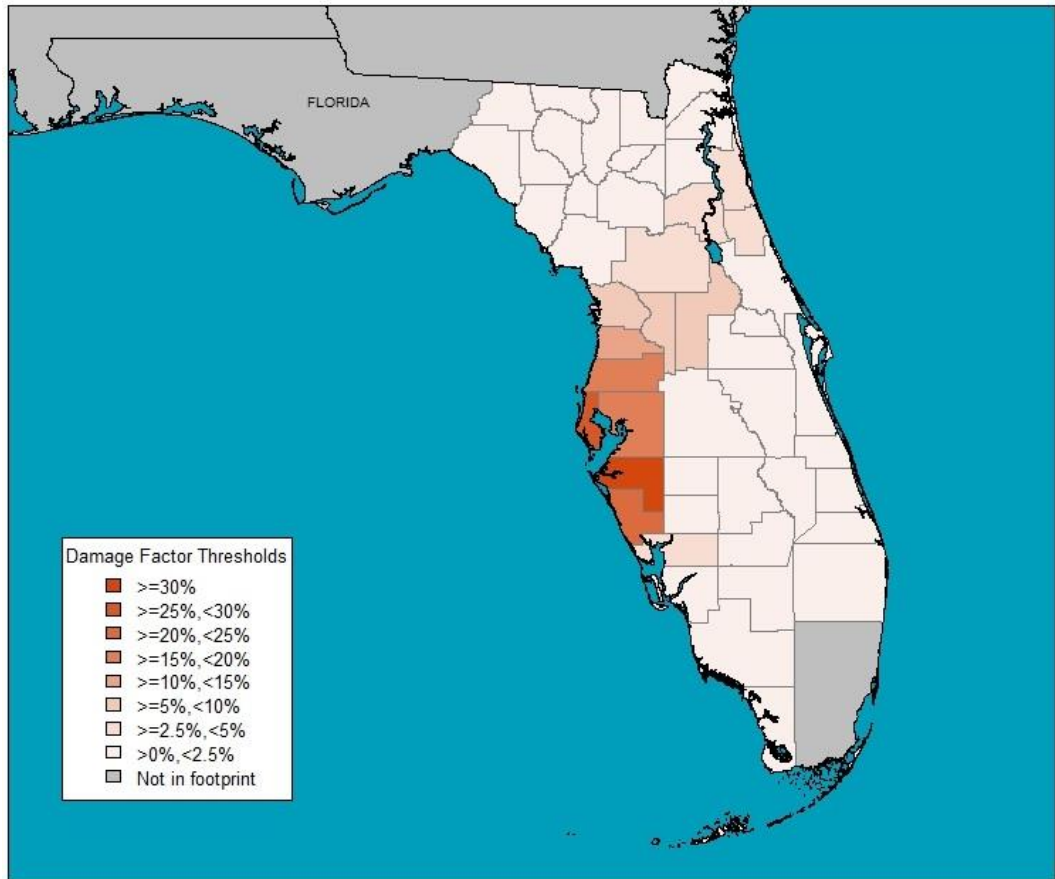 FLORIDA
Damage Factor Thresholds
>=30%
>=25%,<30%
>=20%,<25%
>=15%,<20%
>=10%,<15%
>=5%,<10%
>=2.5%,<5%
>0%,<2.5%
Not in footprint